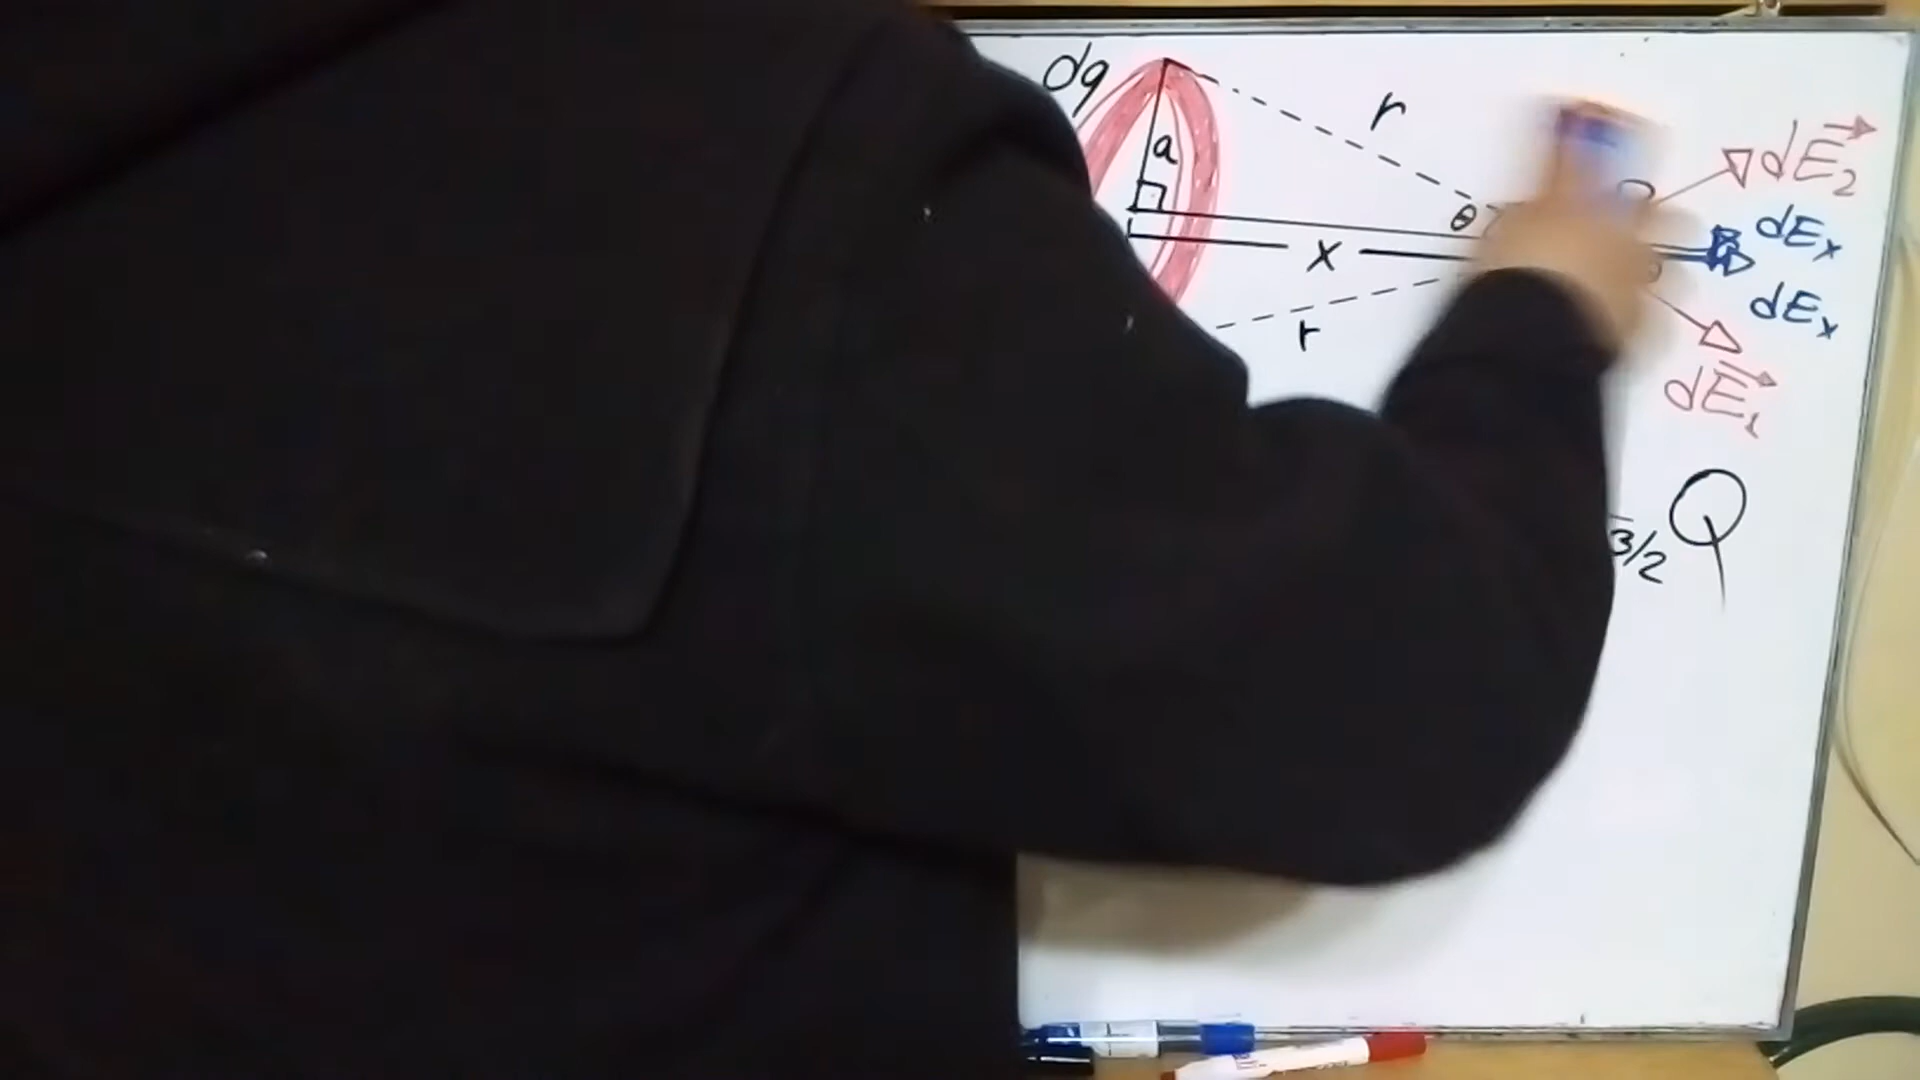 dq
r
a
dE₂
θ
dEₓ
x
dEₓ
r
dE₁
3/2 Q